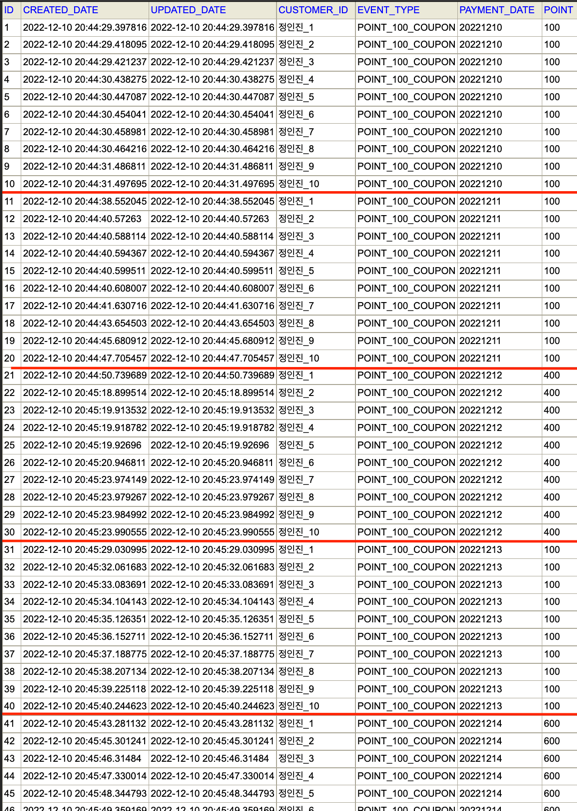 ID CREATED_DATE UPDATED_DATE CUSTOMER_ID EVENT_TYPE PAYMENT_DATE POINT
1 2022-12-10 20:44:29.397816 2022-12-10 20:44:29.397816 정인진_1 POINT_100_COUPON 20221210 100
2 2022-12-10 20:44:29.418095 2022-12-10 20:44:29.418095 정인진_2 POINT_100_COUPON 20221210 100
3 2022-12-10 20:44:29.421237 2022-12-10 20:44:29.421237 정인진_3 POINT_100_COUPON 20221210 100
4 2022-12-10 20:44:30.438275 2022-12-10 20:44:30.438275 정인진_4 POINT_100_COUPON 20221210 100
5 2022-12-10 20:44:30.447087 2022-12-10 20:44:30.447087 정인진_5 POINT_100_COUPON 20221210 100
6 2022-12-10 20:44:30.454041 2022-12-10 20:44:30.454041 정인진_6 POINT_100_COUPON 20221210 100
7 2022-12-10 20:44:30.458981 2022-12-10 20:44:30.458981 정인진_7 POINT_100_COUPON 20221210 100
8 2022-12-10 20:44:30.464216 2022-12-10 20:44:30.464216 정인진_8 POINT_100_COUPON 20221210 100
9 2022-12-10 20:44:31.486811 2022-12-10 20:44:31.486811 정인진_9 POINT_100_COUPON 20221210 100
10 2022-12-10 20:44:31.497695 2022-12-10 20:44:31.497695 정인진_10 POINT_100_COUPON 20221210 100
11 2022-12-10 20:44:38.552045 2022-12-10 20:44:38.552045 정인진_1 POINT_100_COUPON 20221211 100
12 2022-12-10 20:44:40.57263 2022-12-10 20:44:40.57263 정인진_2 POINT_100_COUPON 20221211 100
13 2022-12-10 20:44:40.588114 2022-12-10 20:44:40.588114 정인진_3 POINT_100_COUPON 20221211 100
14 2022-12-10 20:44:40.594367 2022-12-10 20:44:40.594367 정인진_4 POINT_100_COUPON 20221211 100
15 2022-12-10 20:44:40.599511 2022-12-10 20:44:40.599511 정인진_5 POINT_100_COUPON 20221211 100
16 2022-12-10 20:44:40.608007 2022-12-10 20:44:40.608007 정인진_6 POINT_100_COUPON 20221211 100
17 2022-12-10 20:44:41.630716 2022-12-10 20:44:41.630716 정인진_7 POINT_100_COUPON 20221211 100
18 2022-12-10 20:44:43.654503 2022-12-10 20:44:43.654503 정인진_8 POINT_100_COUPON 20221211 100
19 2022-12-10 20:44:45.680912 2022-12-10 20:44:45.680912 정인진_9 POINT_100_COUPON 20221211 100
20 2022-12-10 20:44:47.705457 2022-12-10 20:44:47.705457 정인진_10 POINT_100_COUPON 20221211 100
21 2022-12-10 20:44:50.739689 2022-12-10 20:44:50.739689 정인진_1 POINT_100_COUPON 20221212 400
22 2022-12-10 20:45:18.899514 2022-12-10 20:45:18.899514 정인진_2 POINT_100_COUPON 20221212 400
23 2022-12-10 20:45:19.913532 2022-12-10 20:45:19.913532 정인진_3 POINT_100_COUPON 20221212 400
24 2022-12-10 20:45:19.918782 2022-12-10 20:45:19.918782 정인진_4 POINT_100_COUPON 20221212 400
25 2022-12-10 20:45:19.92696 2022-12-10 20:45:19.92696 정인진_5 POINT_100_COUPON 20221212 400
26 2022-12-10 20:45:20.946811 2022-12-10 20:45:20.946811 정인진_6 POINT_100_COUPON 20221212 400
27 2022-12-10 20:45:23.974149 2022-12-10 20:45:23.974149 정인진_7 POINT_100_COUPON 20221212 400
28 2022-12-10 20:45:23.979267 2022-12-10 20:45:23.979267 정인진_8 POINT_100_COUPON 20221212 400
29 2022-12-10 20:45:23.984992 2022-12-10 20:45:23.984992 정인진_9 POINT_100_COUPON 20221212 400
30 2022-12-10 20:45:23.990555 2022-12-10 20:45:23.990555 정인진_10 POINT_100_COUPON 20221212 400
31 2022-12-10 20:45:29.030995 2022-12-10 20:45:29.030995 정인진_1 POINT_100_COUPON 20221213 100
32 2022-12-10 20:45:32.061683 2022-12-10 20:45:32.061683 정인진_2 POINT_100_COUPON 20221213 100
33 2022-12-10 20:45:33.083691 2022-12-10 20:45:33.083691 정인진_3 POINT_100_COUPON 20221213 100
34 2022-12-10 20:45:34.104143 2022-12-10 20:45:34.104143 정인진_4 POINT_100_COUPON 20221213 100
35 2022-12-10 20:45:35.126351 2022-12-10 20:45:35.126351 정인진_5 POINT_100_COUPON 20221213 100
36 2022-12-10 20:45:36.152711 2022-12-10 20:45:36.152711 정인진_6 POINT_100_COUPON 20221213 100
37 2022-12-10 20:45:37.188775 2022-12-10 20:45:37.188775 정인진_7 POINT_100_COUPON 20221213 100
38 2022-12-10 20:45:38.207134 2022-12-10 20:45:38.207134 정인진_8 POINT_100_COUPON 20221213 100
39 2022-12-10 20:45:39.225118 2022-12-10 20:45:39.225118 정인진_9 POINT_100_COUPON 20221213 100
40 2022-12-10 20:45:40.244623 2022-12-10 20:45:40.244623 정인진_10 POINT_100_COUPON 20221213 100
41 2022-12-10 20:45:43.281132 2022-12-10 20:45:43.281132 정인진_1 POINT_100_COUPON 20221214 600
42 2022-12-10 20:45:45.301241 2022-12-10 20:45:45.301241 정인진_2 POINT_100_COUPON 20221214 600
43 2022-12-10 20:45:46.31484 2022-12-10 20:45:46.31484 정인진_3 POINT_100_COUPON 20221214 600
44 2022-12-10 20:45:47.330014 2022-12-10 20:45:47.330014 정인진_4 POINT_100_COUPON 20221214 600
45 2022-12-10 20:45:48.344793 2022-12-10 20:45:48.344793 정인진_5 POINT_100_COUPON 20221214 600